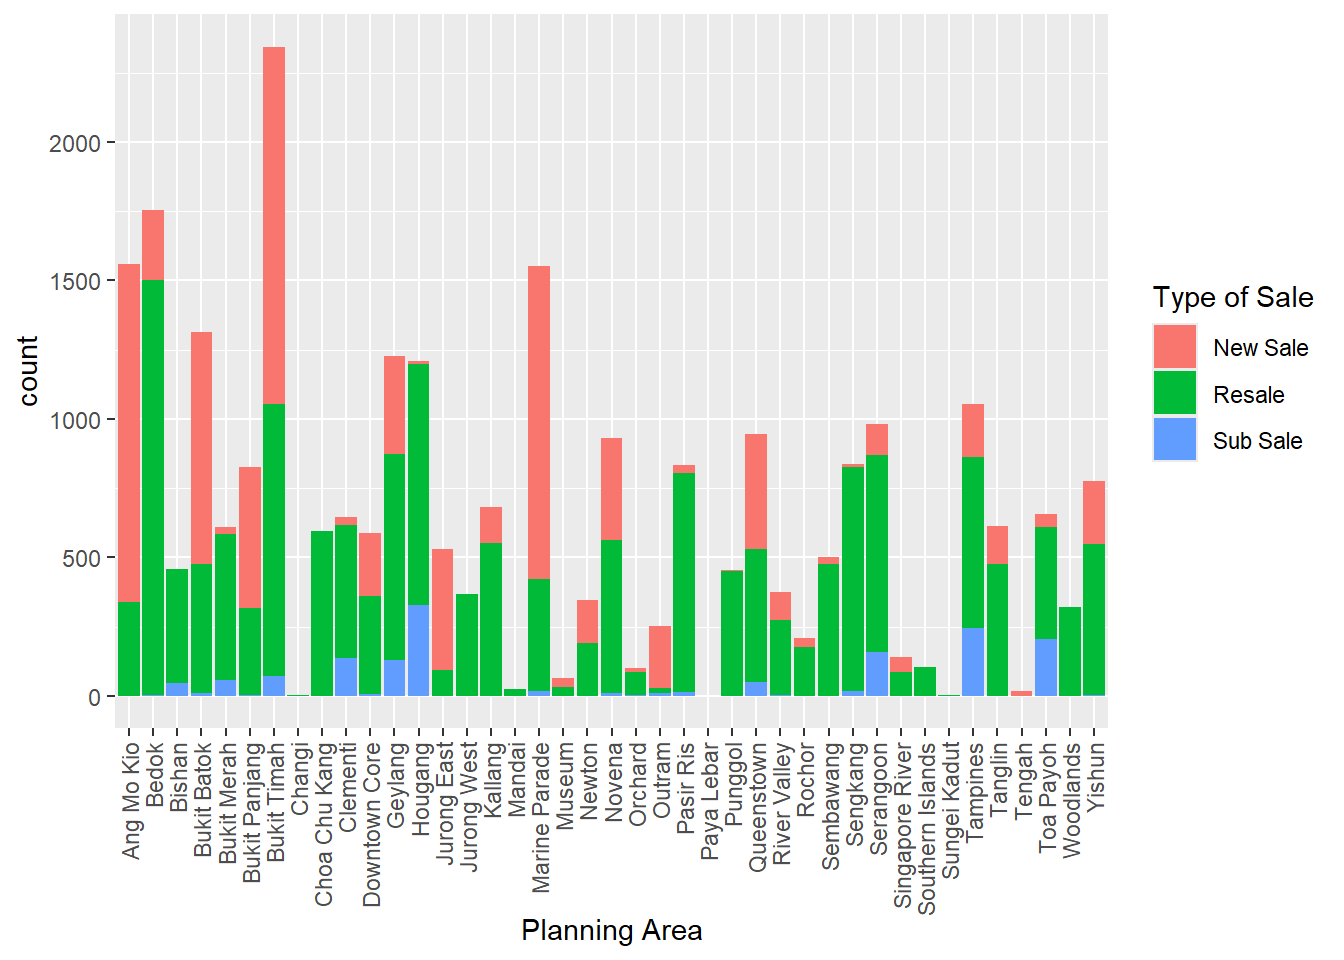 2000
1500
1000
500
0
count
Ang Mo Kio
Bedok
Bishan
Bukit Batok
Bukit Merah
Bukit Panjang
Bukit Timah
Changi
Choa Chu Kang
Clementi
Downtown Core
Geylang
Hougang
Jurong East
Jurong West
Kallang
Mandai
Marine Parade
Museum
Newton
Novena
Orchard
Outram
Pasir Ris
Paya Lebar
Punggol
Queenstown
River Valley
Rochor
Sembawang
Sengkang
Serangoon
Singapore River
Southern Islands
Sungei Kadut
Tampines
Tanglin
Tengah
Toa Payoh
Woodlands
Yishun
Planning Area
Type of Sale
New Sale
Resale
Sub Sale